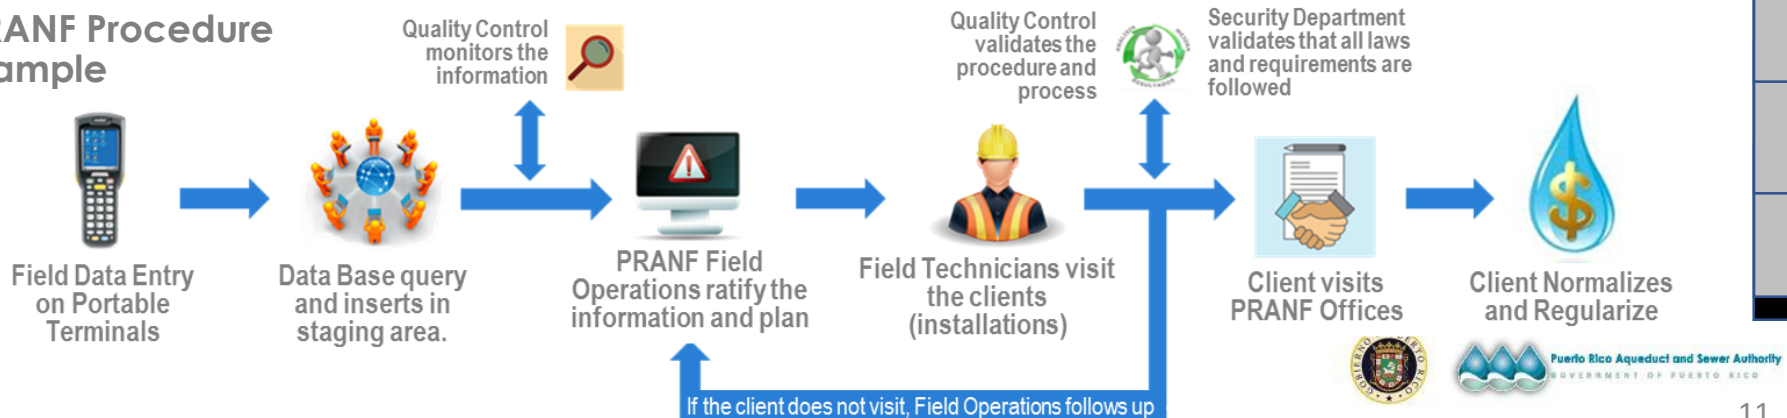 RANF Procedure
ample
Quality Control
monitors the
information
Quality Control
validates the
procedure and
process
Security Department
validates that all laws
and requirements are
followed
Field Data Entry
on Portable
Terminals
Data Base query
and inserts in
staging area.
PRANF Field
Operations ratify the
information and plan
Field Technicians visit
the clients
(installations)
Client visits
PRANF Offices
Client Normalizes
and Regularize
If the client does not visit, Field Operations follows up
Puerto Rico Aqueduct and Sewer Authority
GOVERNMENT OF PUERTO RICO
11